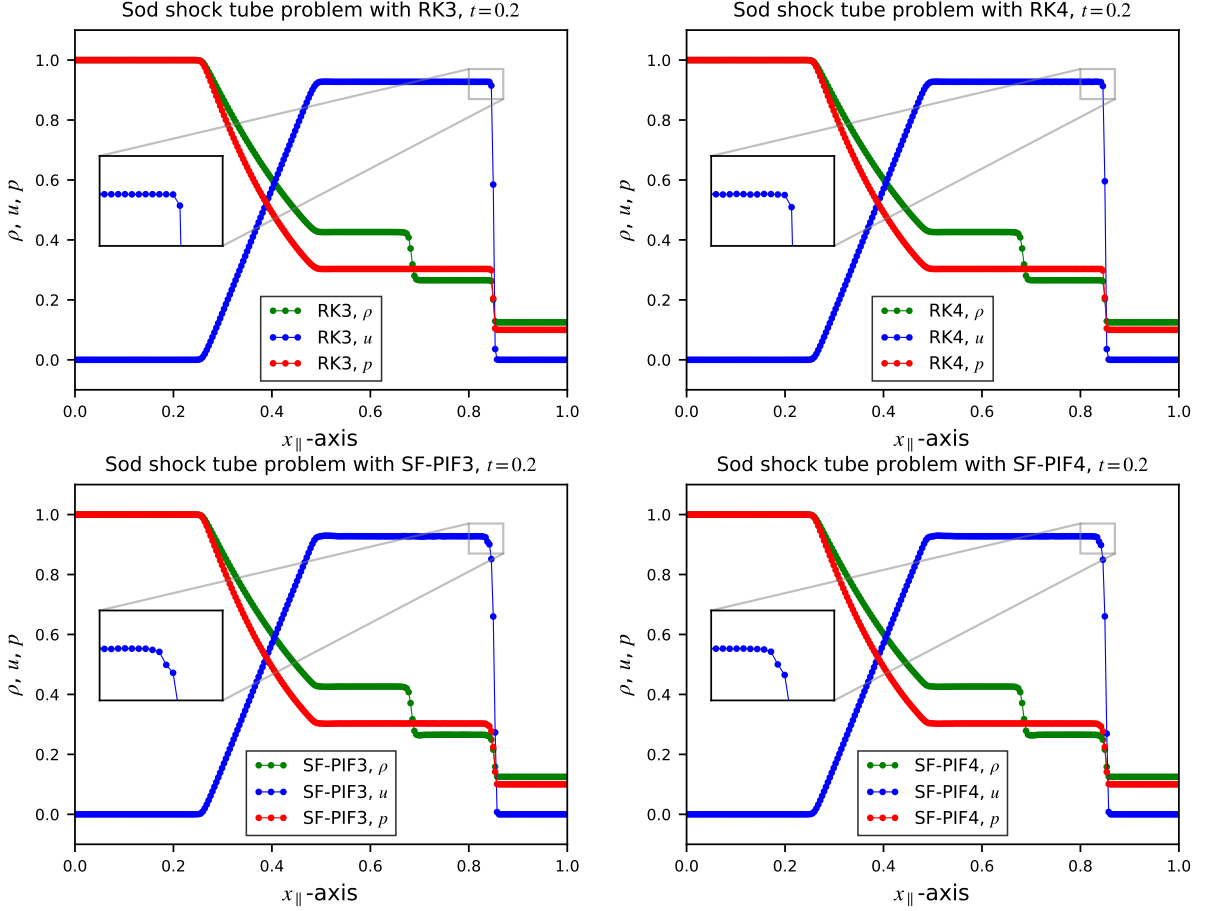 Sod shock tube problem with RK3, t=0.2
1.0
0.8
0.6
0.4
0.2
0.0
ρ, u, p
RK3, ρ
RK3, u
RK3, p
0.0 0.2 0.4 0.6 0.8 1.0
x∥-axis
Sod shock tube problem with RK4, t=0.2
1.0
0.8
0.6
0.4
0.2
0.0
ρ, u, p
RK4, ρ
RK4, u
RK4, p
0.0 0.2 0.4 0.6 0.8 1.0
x∥-axis
Sod shock tube problem with SF-PIF3, t=0.2
1.0
0.8
0.6
0.4
0.2
0.0
ρ, u, p
SF-PIF3, ρ
SF-PIF3, u
SF-PIF3, p
0.0 0.2 0.4 0.6 0.8 1.0
x∥-axis
Sod shock tube problem with SF-PIF4, t=0.2
1.0
0.8
0.6
0.4
0.2
0.0
ρ, u, p
SF-PIF4, ρ
SF-PIF4, u
SF-PIF4, p
0.0 0.2 0.4 0.6 0.8 1.0
x∥-axis